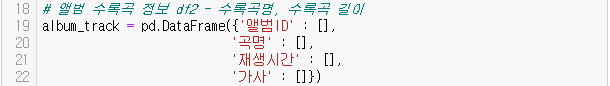 18 # 앨범 수록곡 정보 df2 - 수록곡명, 수록곡 길이
19 album_track = pd.DataFrame({'앨범ID' : [],
20 '곡명' : [],
21 '재생시간' : [],
22 '가사' : []})